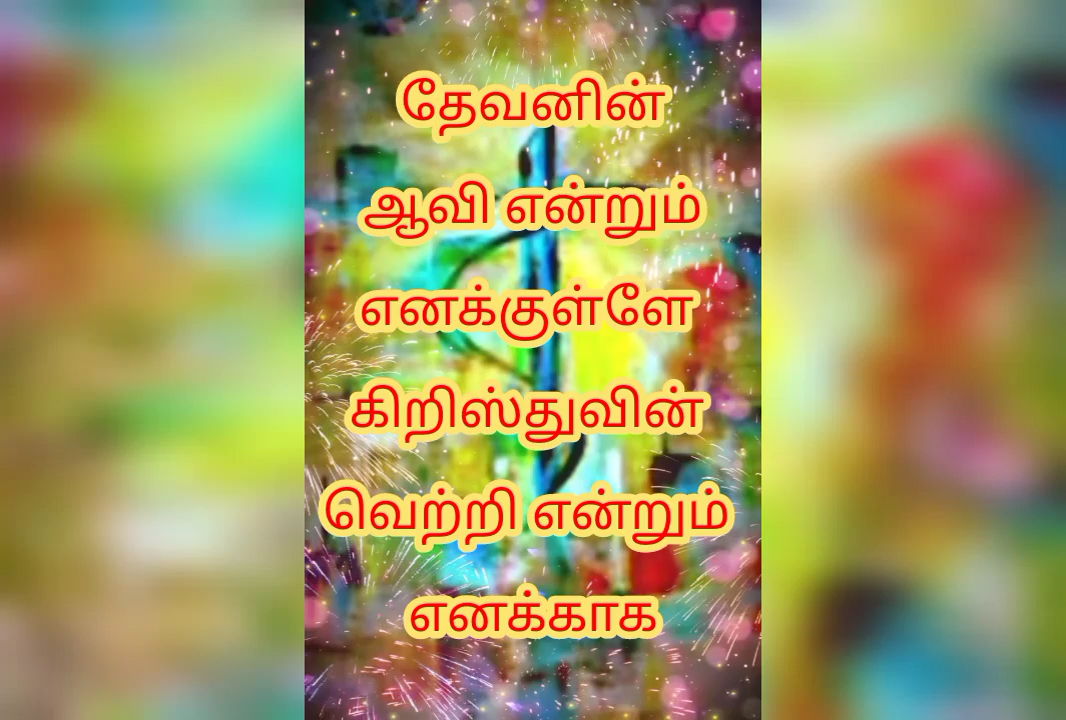 தேவனின்
ஆவி என்றும்
எனக்குள்ளே
கிறிஸ்துவின்
வெற்றி என்றும்
எனக்காக